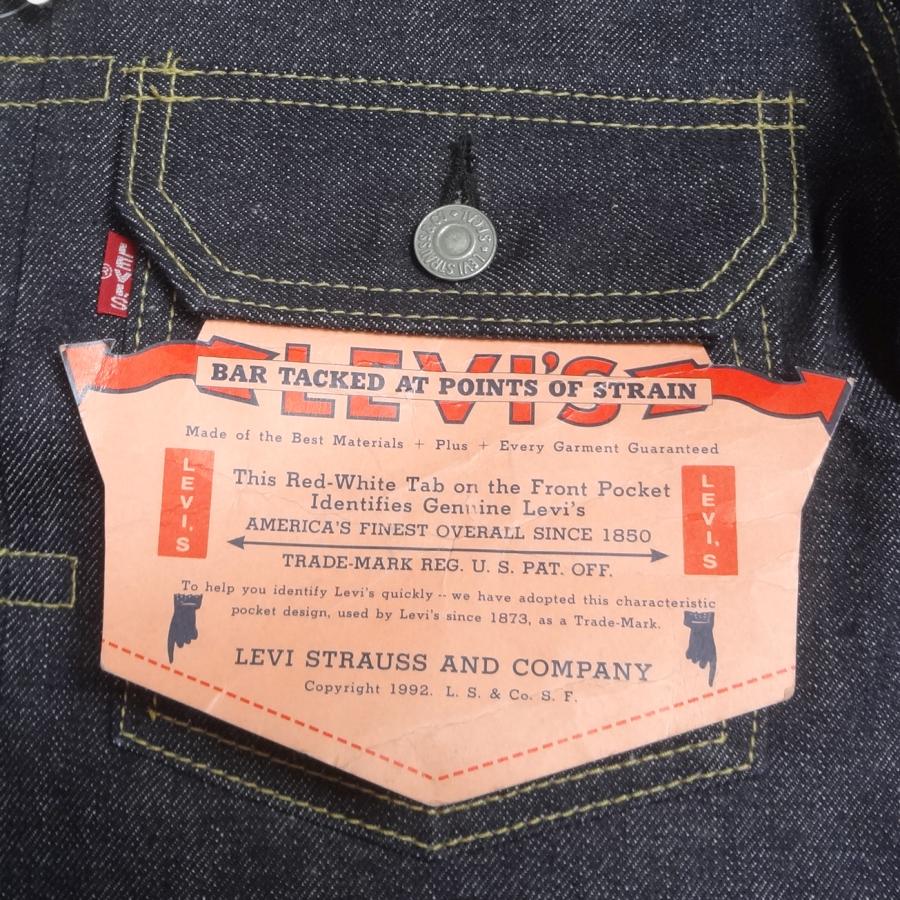 LEVI STRAUSS & CO
LEVI'S
®
LEVI'S
BAR TACKED AT POINTS OF STRAIN
Made of the Best Materials + Plus + Every Garment Guaranteed
LEVI'S
This Red-White Tab on the Front Pocket
Identifies Genuine Levi's
AMERICA'S FINEST OVERALL SINCE 1850
TRADE-MARK REG. U. S. PAT. OFF.
LEVI'S
To help you identify Levi's quickly -- we have adopted this characteristic
pocket design, used by Levi's since 1873, as a Trade-Mark.
LEVI STRAUSS AND COMPANY
Copyright 1992. L. S. & Co. S. F.